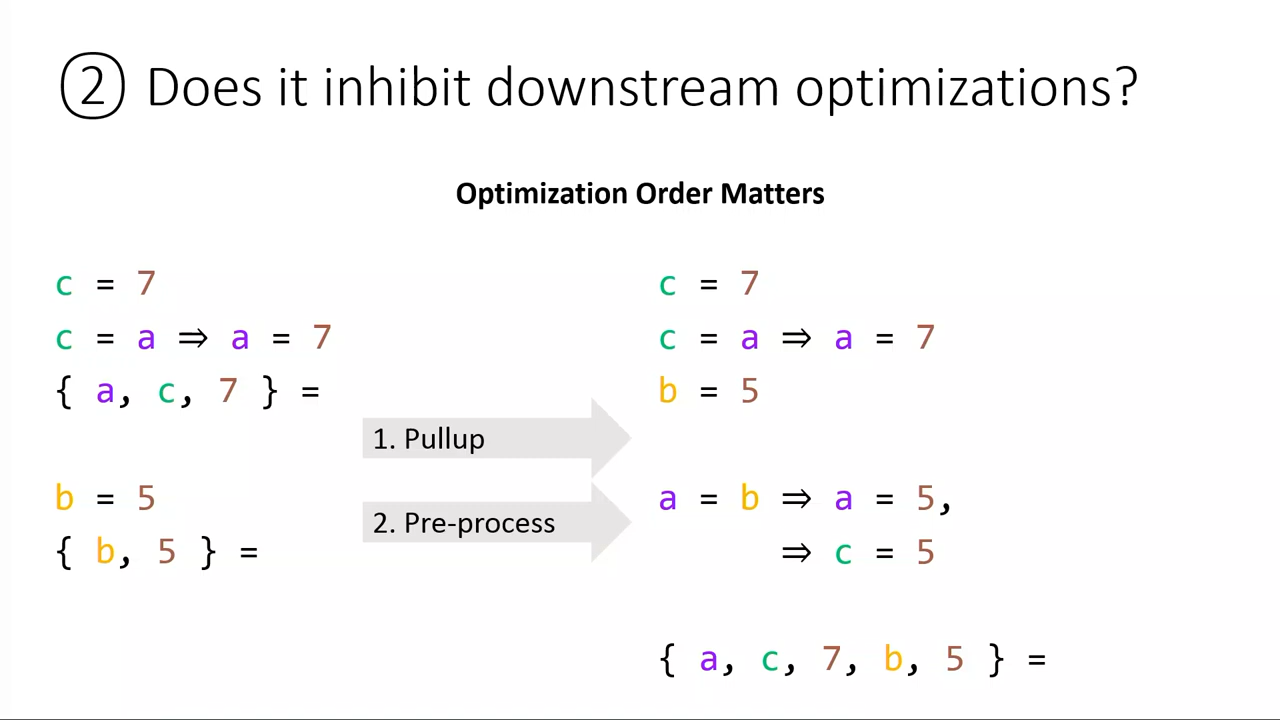 ② Does it inhibit downstream optimizations?
Optimization Order Matters
c = 7
c = a ⇒ a = 7
{ a, c, 7 } =
b = 5
{ b, 5 } =
1. Pullup
2. Pre-process
c = 7
c = a ⇒ a = 7
b = 5
a = b ⇒ a = 5,
⇒ c = 5
{ a, c, 7, b, 5 } =